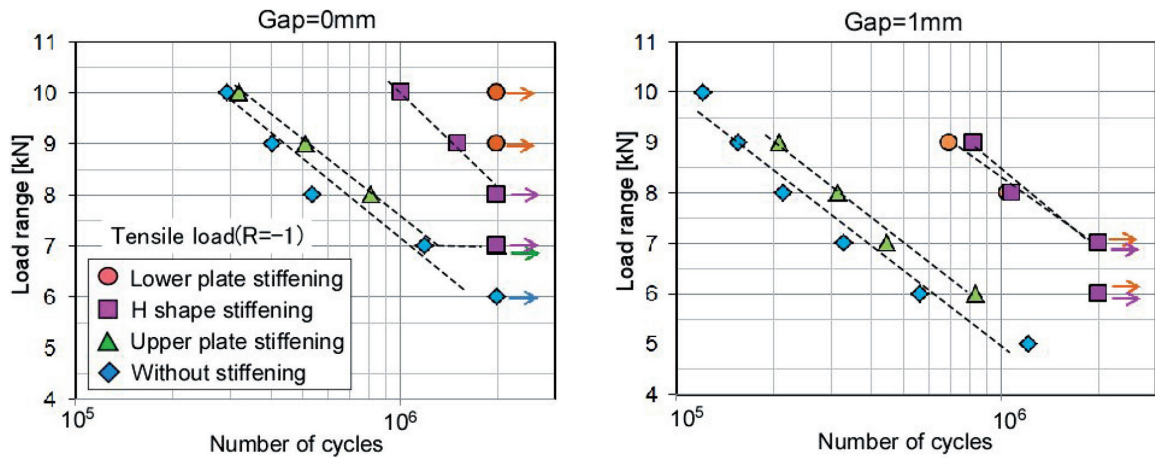 Gap=0mm
11
10
9
8
7
6
5
4
Load range [kN]
Tensile load(R=−1)
Lower plate stiffening
H shape stiffening
Upper plate stiffening
Without stiffening
10⁵
10⁶
Number of cycles
Gap=1mm
11
10
9
8
7
6
5
4
Load range [kN]
10⁵
10⁶
Number of cycles